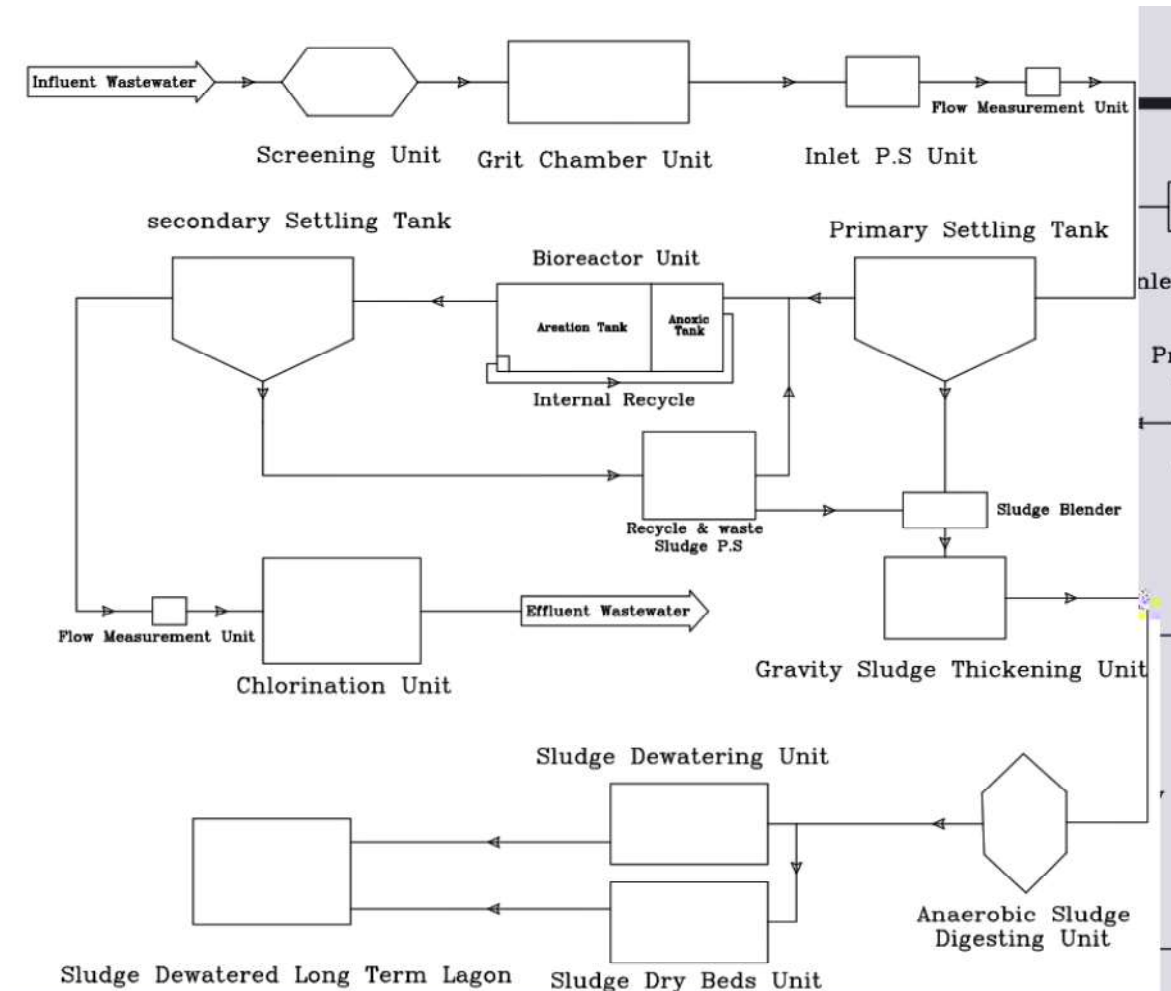 Influent Wastewater
Flow Measurement Unit
Screening Unit
Grit Chamber Unit
Inlet P.S Unit
secondary Settling Tank
Primary Settling Tank
Bioreactor Unit
Areation Tank
Anoxic
Tank
Internal Recycle
nle
Pr
Recycle & waste
Sludge P.S
Sludge Blender
Effluent Wastewater
Flow Measurement Unit
Chlorination Unit
Gravity Sludge Thickening Unit
Sludge Dewatering Unit
Anaerobic Sludge
Digesting Unit
Sludge Dewatered Long Term Lagon
Sludge Dry Beds Unit